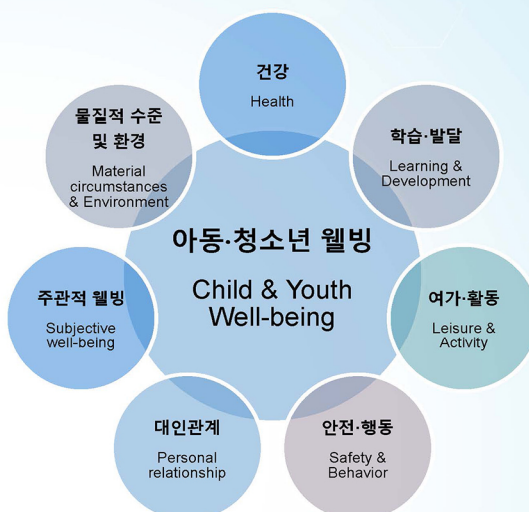 건강
Health
물질적 수준
및 환경
Material
circumstances
& Environment
학습·발달
Learning &
Development
아동·청소년 웰빙
Child & Youth
Well-being
주관적 웰빙
Subjective
well-being
여가·활동
Leisure &
Activity
대인관계
Personal
relationship
안전·행동
Safety &
Behavior